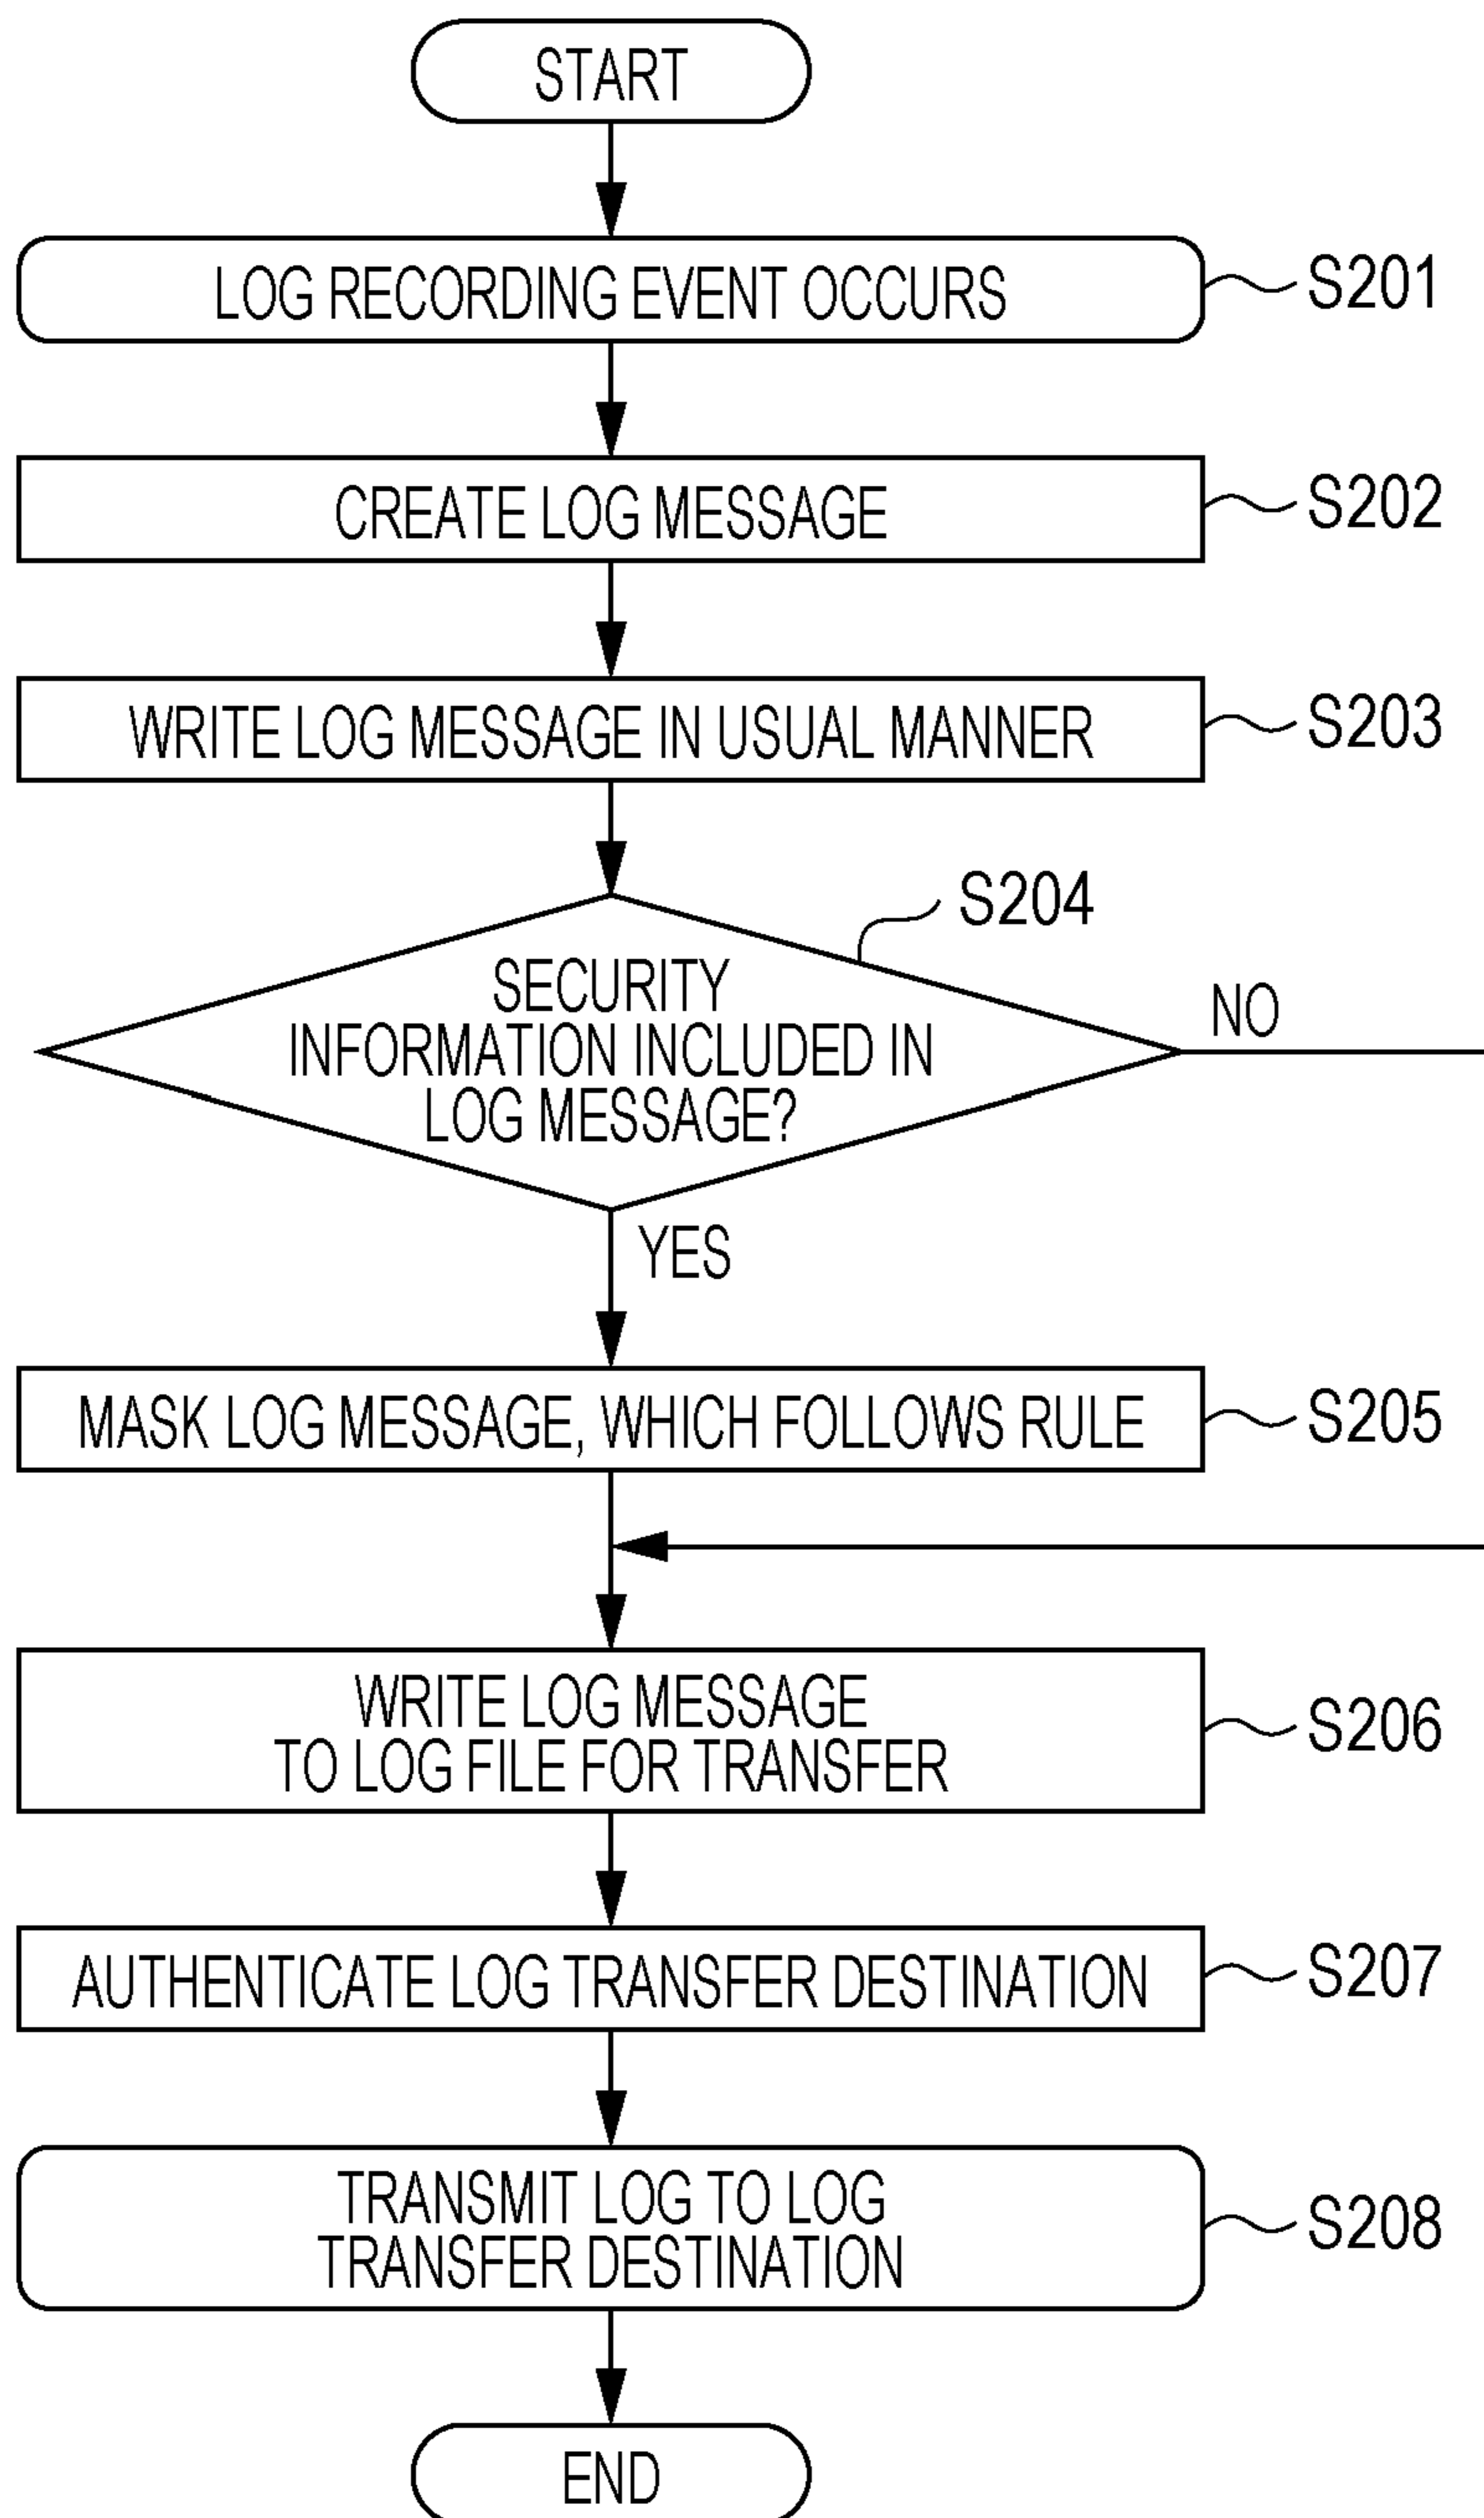 START
LOG RECORDING EVENT OCCURS
S201
CREATE LOG MESSAGE
S202
WRITE LOG MESSAGE IN USUAL MANNER
S203
S204
SECURITY
INFORMATION INCLUDED IN
LOG MESSAGE?
NO
YES
MASK LOG MESSAGE, WHICH FOLLOWS RULE
S205
WRITE LOG MESSAGE
TO LOG FILE FOR TRANSFER
S206
AUTHENTICATE LOG TRANSFER DESTINATION
S207
TRANSMIT LOG TO LOG
TRANSFER DESTINATION
S208
END